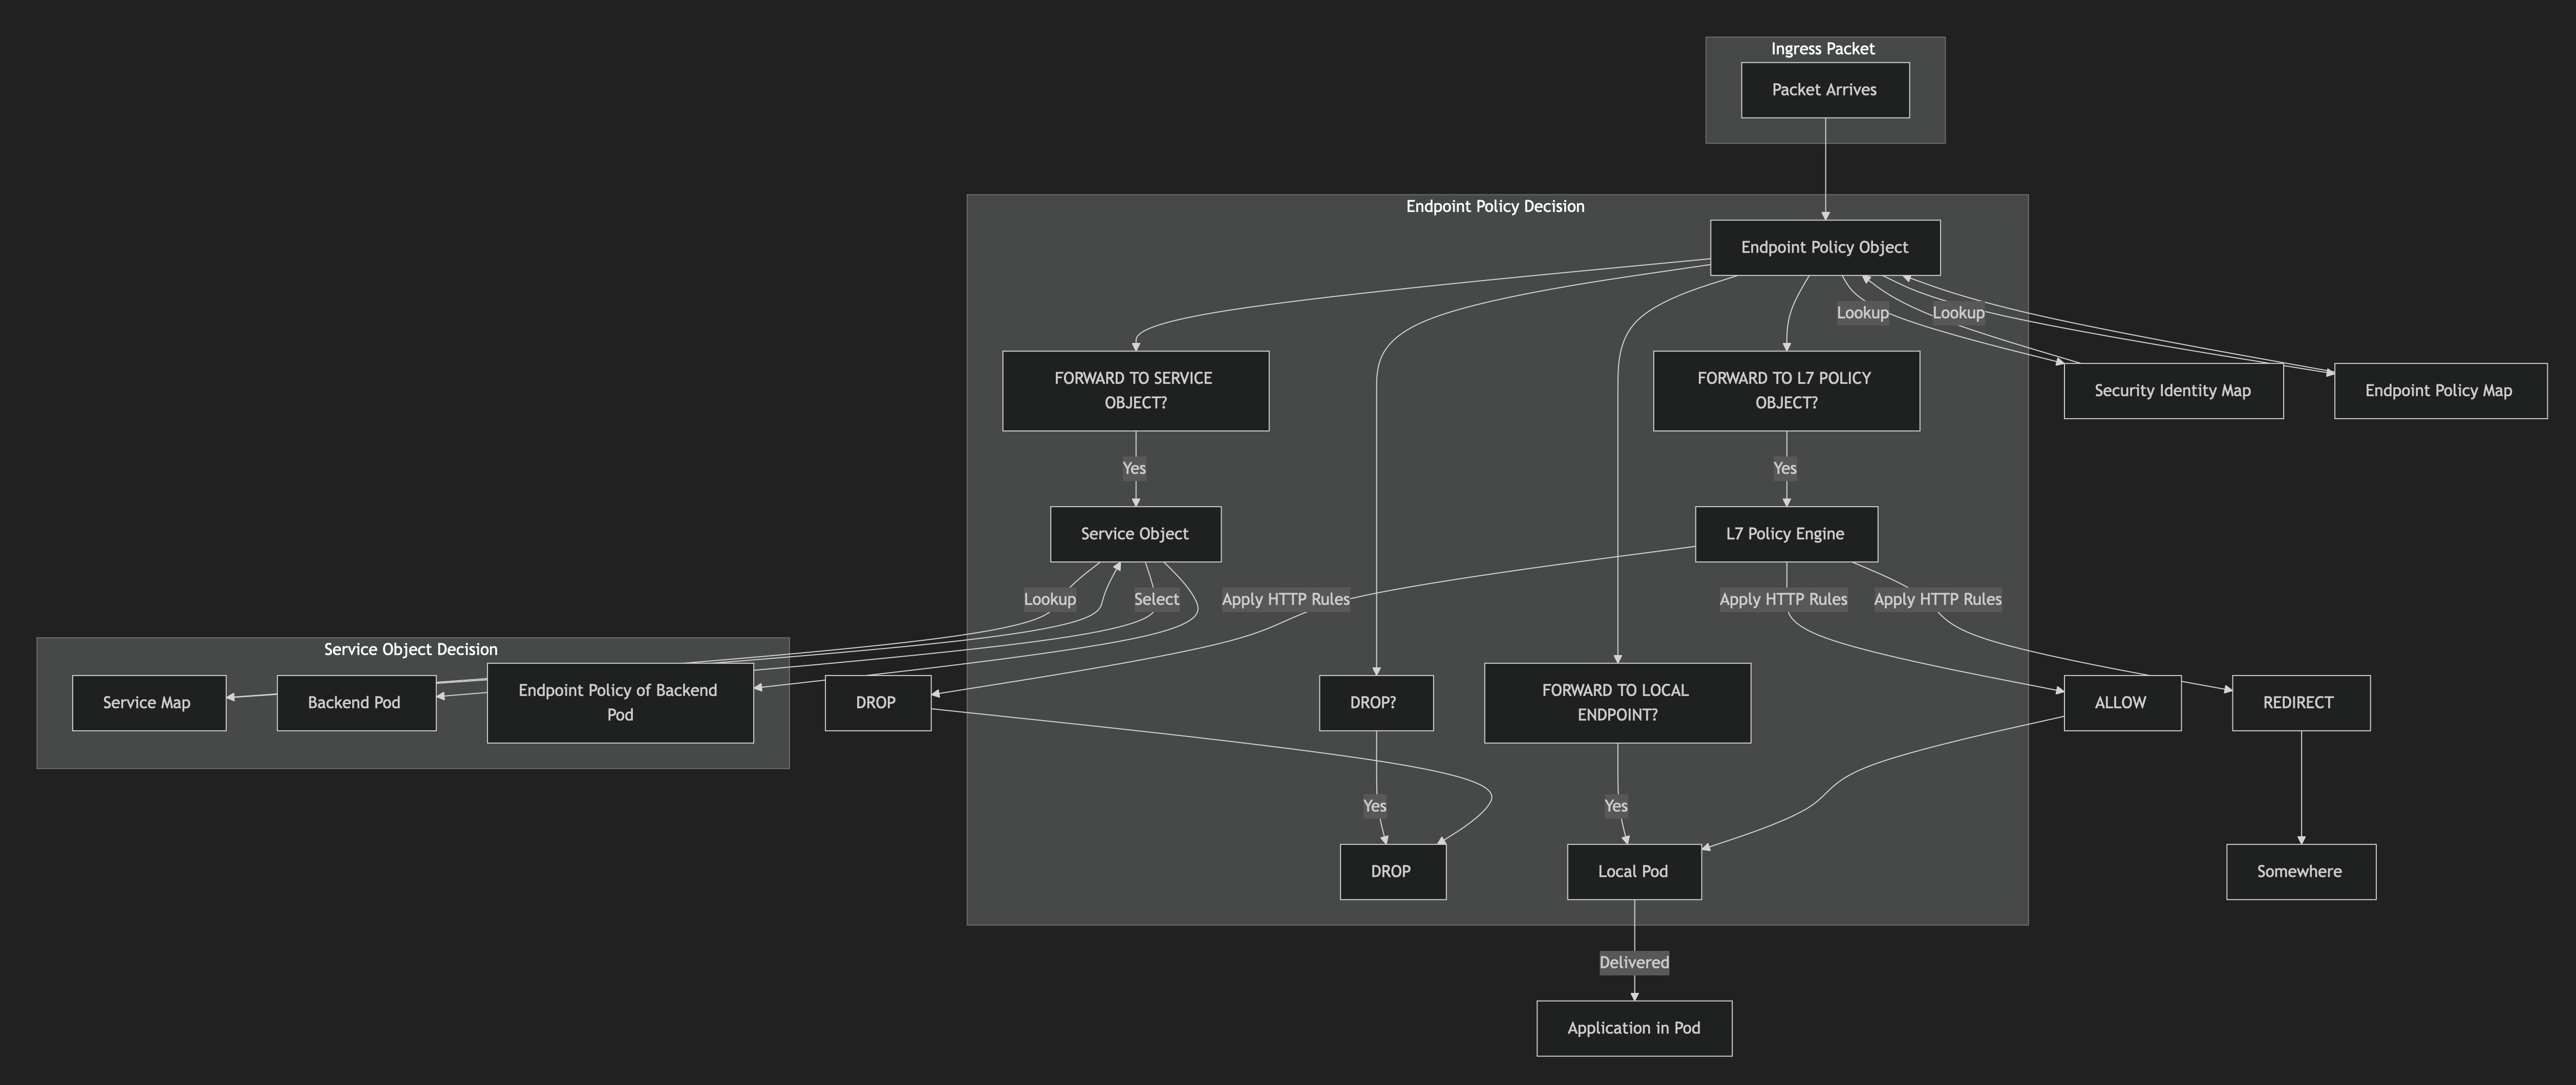 Ingress Packet
Packet Arrives
Endpoint Policy Decision
Endpoint Policy Object
Lookup
Lookup
FORWARD TO SERVICE
OBJECT?
FORWARD TO L7 POLICY
OBJECT?
Security Identity Map
Endpoint Policy Map
Yes
Yes
Service Object
L7 Policy Engine
Lookup
Select
Apply HTTP Rules
Apply HTTP Rules
Apply HTTP Rules
Service Object Decision
Service Map
Backend Pod
Endpoint Policy of Backend
Pod
DROP
DROP?
FORWARD TO LOCAL
ENDPOINT?
ALLOW
REDIRECT
Yes
Yes
DROP
Local Pod
Somewhere
Delivered
Application in Pod